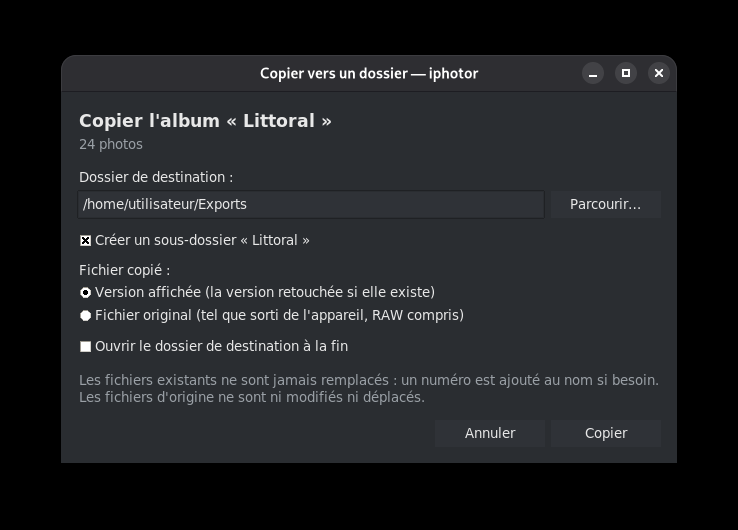 Copier vers un dossier — iphotor
Copier l'album « Littoral »
24 photos
Dossier de destination :
/home/utilisateur/Exports
Parcourir...
Créer un sous-dossier « Littoral »
Fichier copié :
Version affichée (la version retouchée si elle existe)
Fichier original (tel que sorti de l'appareil, RAW compris)
Ouvrir le dossier de destination à la fin
Les fichiers existants ne sont jamais remplacés : un numéro est ajouté au nom si besoin.
Les fichiers d'origine ne sont ni modifiés ni déplacés.
Annuler
Copier